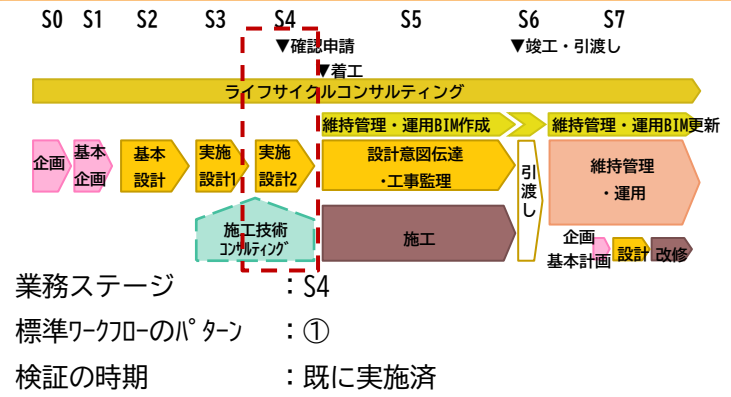 S0 S1 S2 S3 S4 S5 S6 S7
▼確認申請 ▼竣工・引渡し
▼着工
ライフサイクルコンサルティング
維持管理・運用BIM作成 維持管理・運用BIM更新
企画
基本
企画
基本
設計
実施
設計1
実施
設計2
設計意図伝達
・工事監理
引渡し
維持管理
・運用
施工技術
コンサルティング
施工
企画
基本計画
設計
改修
業務ステージ :S4
標準ワークフローのパターン :①
検証の時期 :既に実施済